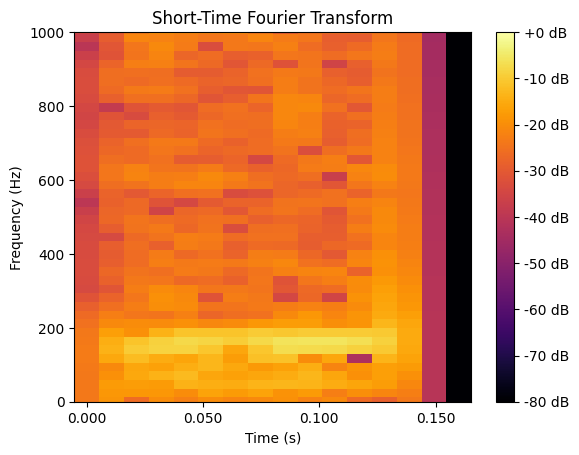 Short-Time Fourier Transform
1000
800
600
400
200
0
Frequency (Hz)
0.000
0.050
0.100
0.150
Time (s)
+0 dB
-10 dB
-20 dB
-30 dB
-40 dB
-50 dB
-60 dB
-70 dB
-80 dB